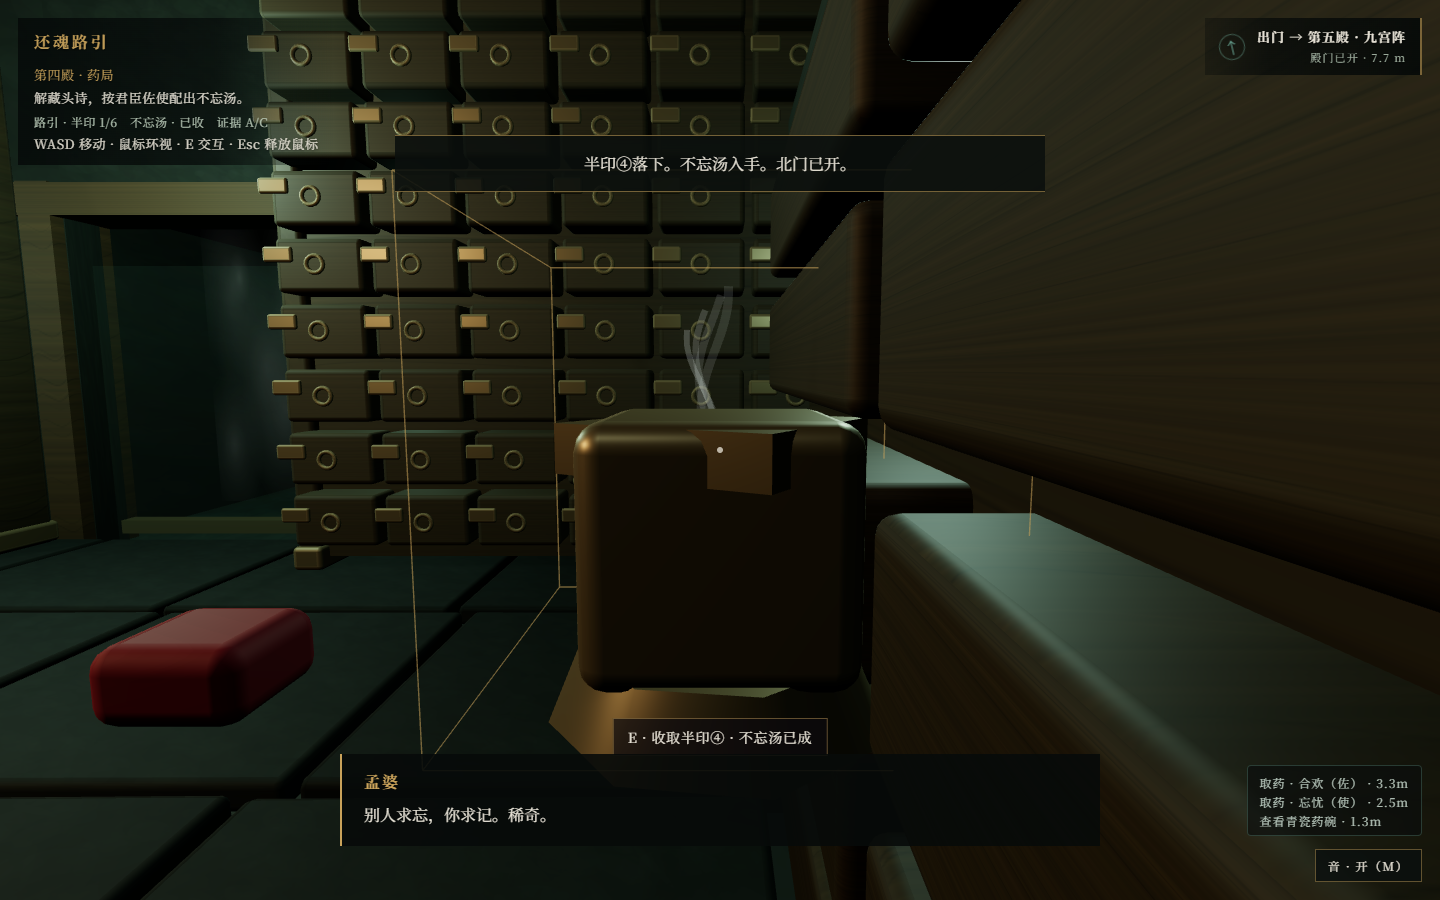 还魂路引
第四殿 · 药局
解藏头诗，按君臣佐使配出不忘汤。
路引 · 半印 1/6 不忘汤 · 已收 证据 A/C
WASD 移动 · 鼠标环视 · E 交互 · Esc 释放鼠标
出门 → 第五殿 · 九宫阵
殿门已开 · 7.7 m
半印④落下。不忘汤入手。北门已开。
E · 收取半印④ · 不忘汤已成
孟婆
别人求忘，你求记。稀奇。
取药 · 合欢（佐） · 3.3m
取药 · 忘忧（使） · 2.5m
查看青瓷药碗 · 1.3m
音 · 开（M）